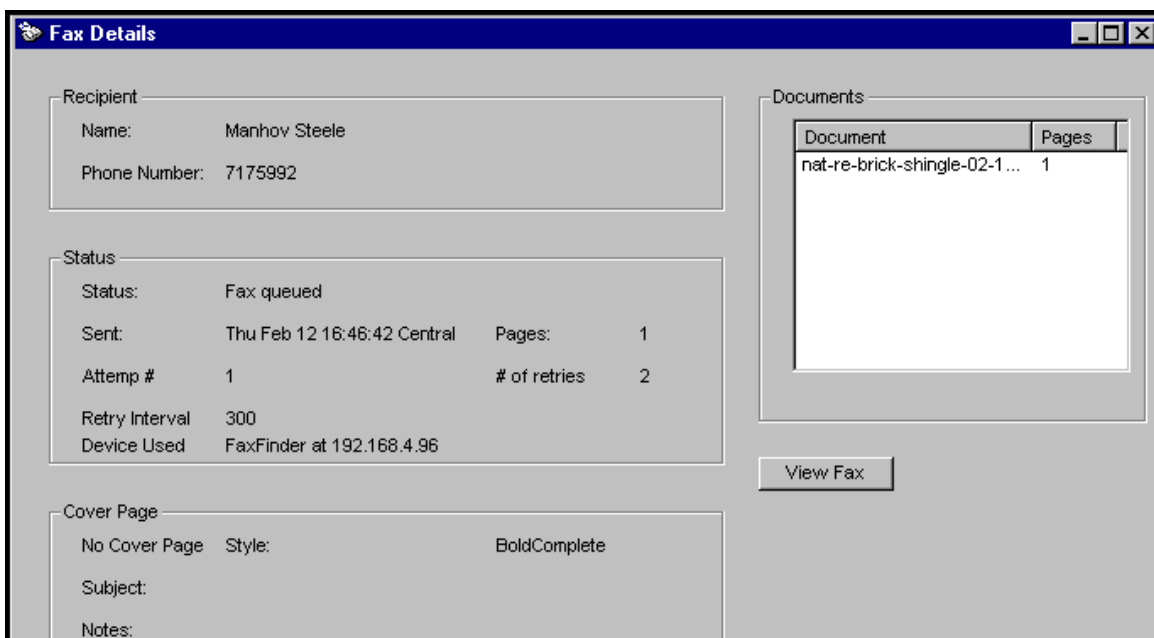 Fax Details
Recipient
Name: Manhov Steele
Phone Number: 7175992
Status
Status: Fax queued
Sent: Thu Feb 12 16:46:42 Central Pages: 1
Attemp # 1 # of retries 2
Retry Interval 300
Device Used FaxFinder at 192.168.4.96
Cover Page
No Cover Page Style: BoldComplete
Subject:
Notes:
Documents
Document Pages
nat-re-brick-shingle-02-1... 1
View Fax